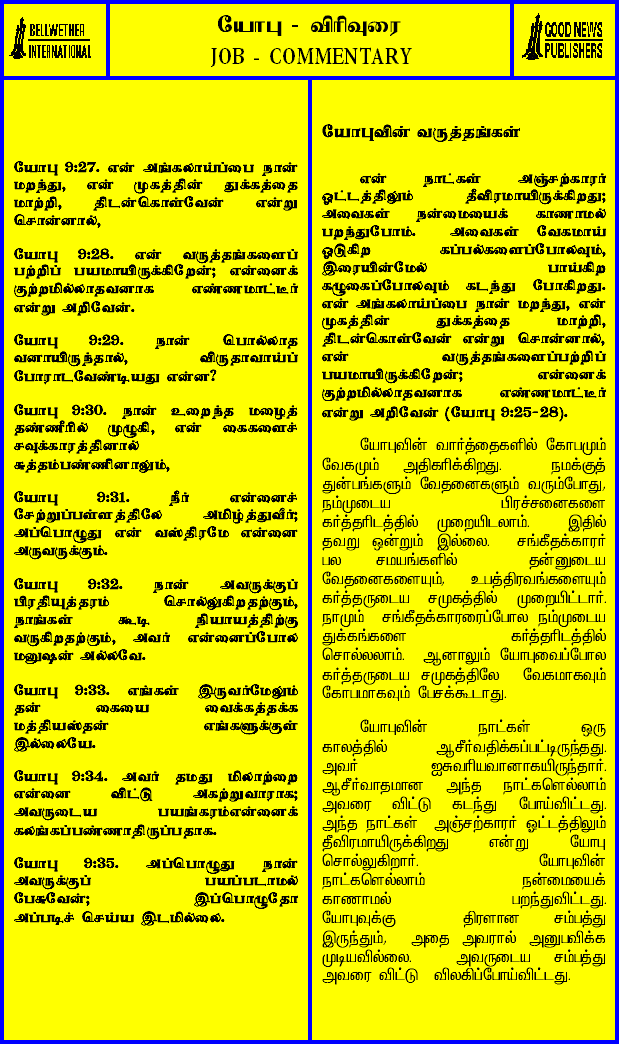 BELLWETHER
INTERNATIONAL
யோபு - விரிவுரை
JOB - COMMENTARY
GOOD NEWS
PUBLISHERS
யோபு 9:27. என் அங்கலாய்ப்பை நான்
மறந்து, என் முகத்தின் துக்கத்தை
மாற்றி, திடன்கொள்வேன் என்று
சொன்னால்,
யோபு 9:28. என் வருத்தங்களைப்
பற்றிப் பயமாயிருக்கிறேன்; என்னைக்
குற்றமில்லாதவனாக எண்ணமாட்டீர்
என்று அறிவேன்.
யோபு 9:29. நான் பொல்லாத
வனாயிருந்தால், விருதாவாய்ப்
போராடவேண்டியது என்ன?
யோபு 9:30. நான் உறைந்த மழைத்
தண்ணீரில் முழுகி, என் கைகளைச்
சவுக்காரத்தினால்
சுத்தம்பண்ணினாலும்,
யோபு 9:31. நீர் என்னைச்
சேற்றுப்பள்ளத்திலே அமிழ்த்துவீர்;
அப்பொழுது என் வஸ்திரமே என்னை
அருவருக்கும்.
யோபு 9:32. நான் அவருக்குப்
பிரதியுத்தரம் சொல்லுகிறதற்கும்,
நாங்கள் கூடி நியாயத்திற்கு
வருகிறதற்கும், அவர் என்னைப்போல
மனுஷன் அல்லவே.
யோபு 9:33. எங்கள் இருவர்மேலும்
தன் கையை வைக்கத்தக்க
மத்தியஸ்தன் எங்களுக்குள்
இல்லையே.
யோபு 9:34. அவர் தமது மிலாற்றை
என்னை விட்டு அகற்றுவாராக;
அவருடைய பயங்கரம்என்னைக்
கலங்கப்பண்ணாதிருப்பதாக.
யோபு 9:35. அப்பொழுது நான்
அவருக்குப் பயப்படாமல்
பேசுவேன்; இப்பொழுதோ
அப்படிச் செய்ய இடமில்லை.
யோபுவின் வருத்தங்கள்
என் நாட்கள் அஞ்சற்காரர்
ஓட்டத்திலும் தீவிரமாயிருக்கிறது;
அவைகள் நன்மையைக் காணாமல்
பறந்துபோம். அவைகள் வேகமாய்
ஓடுகிற கப்பல்களைப்போலவும்,
இரையின்மேல் பாய்கிற
கழுகைப்போலவும் கடந்து போகிறது.
என் அங்கலாய்ப்பை நான் மறந்து, என்
முகத்தின் துக்கத்தை மாற்றி,
திடன்கொள்வேன் என்று சொன்னால்,
என் வருத்தங்களைப்பற்றிப்
பயமாயிருக்கிறேன்; என்னைக்
குற்றமில்லாதவனாக எண்ணமாட்டீர்
என்று அறிவேன் (யோபு 9:25-28).
யோபுவின் வார்த்தைகளில் கோபமும்
வேகமும் அதிகரிக்கிறது. நமக்குத்
துன்பங்களும் வேதனைகளும் வரும்போது,
நம்முடைய பிரச்சனைகளை
கர்த்தரிடத்தில் முறையிடலாம். இதில்
தவறு ஒன்றும் இல்லை. சங்கீதக்காரர்
பல சமயங்களில் தன்னுடைய
வேதனைகளையும், உபத்திரவங்களையும்
கர்த்தருடைய சமுகத்தில் முறையிட்டார்.
நாமும் சங்கீதக்காரரைப்போல நம்முடைய
துக்கங்களை கர்த்தரிடத்தில்
சொல்லலாம். ஆனாலும் யோபுவைப்போல
கர்த்தருடைய சமுகத்திலே வேகமாகவும்
கோபமாகவும் பேசக்கூடாது.
யோபுவின் நாட்கள் ஒரு
காலத்தில் ஆசீர்வதிக்கப்பட்டிருந்தது.
அவர் ஐசுவரியவானாகயிருந்தார்.
ஆசீர்வாதமான அந்த நாட்களெல்லாம்
அவரை விட்டு கடந்து போய்விட்டது.
அந்த நாட்கள் அஞ்சற்காரர் ஓட்டத்திலும்
தீவிரமாயிருக்கிறது என்று யோபு
சொல்லுகிறார். யோபுவின்
நாட்களெல்லாம் நன்மையைக்
காணாமல் பறந்துவிட்டது.
யோபுவுக்கு திரளான சம்பத்து
இருந்தும், அதை அவரால் அனுபவிக்க
முடியவில்லை. அவருடைய சம்பத்து
அவரை விட்டு விலகிப்போய்விட்டது.